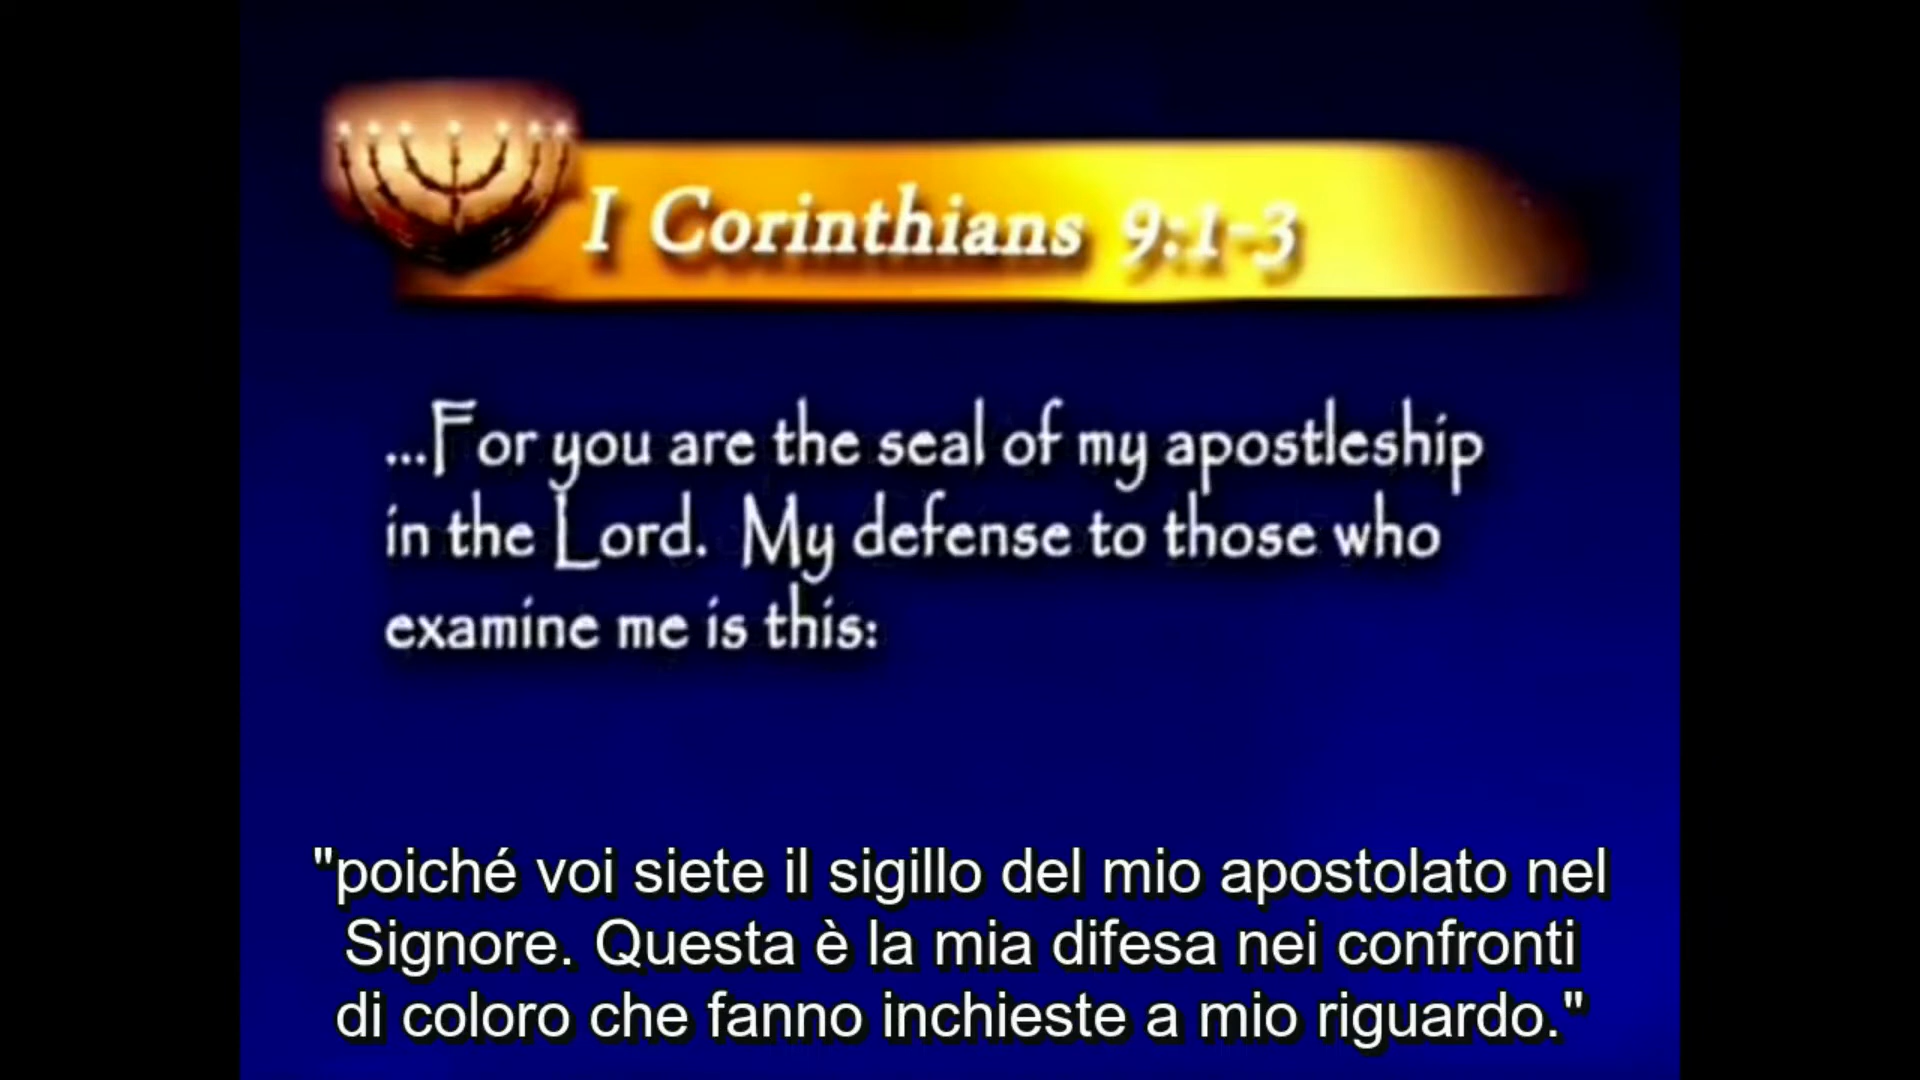 I Corinthians 9:1-3
...For you are the seal of my apostleship
in the Lord. My defense to those who
examine me is this:
"poiché voi siete il sigillo del mio apostolato nel
Signore. Questa è la mia difesa nei confronti
di coloro che fanno inchieste a mio riguardo."